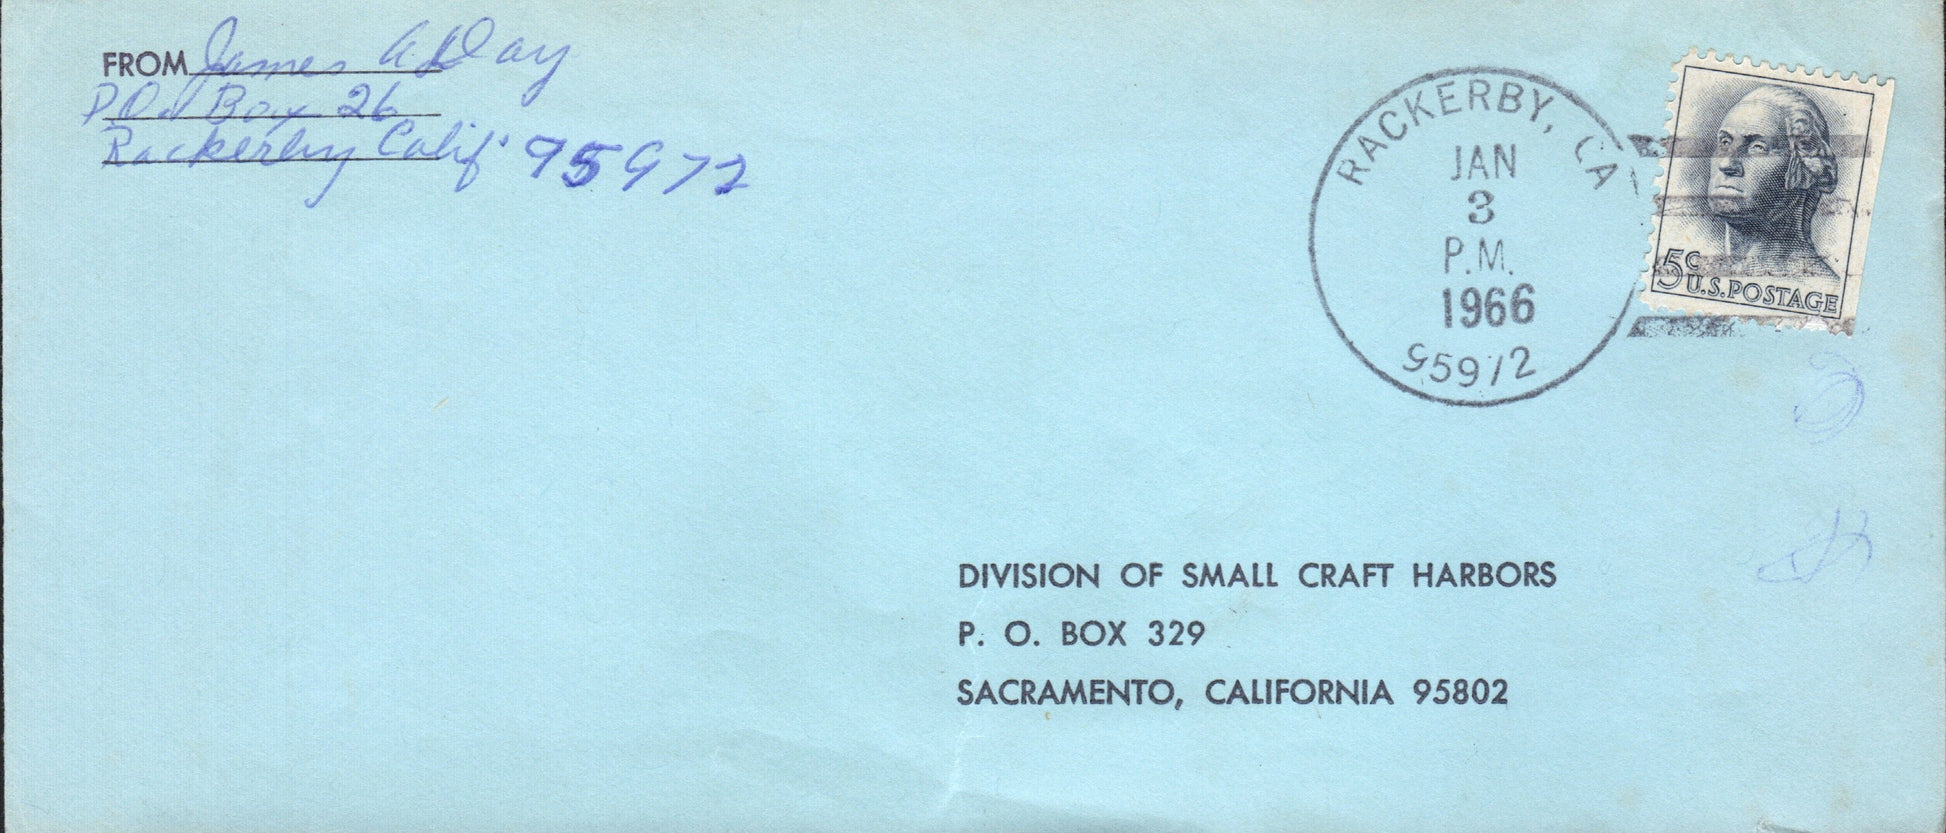 FROM James A Day
P.O. Box 26
Rackerby Calif. 95972
RACKERBY, CA
JAN
3
P.M.
1966
95972
5c
U.S. POSTAGE
DIVISION OF SMALL CRAFT HARBORS
P. O. BOX 329
SACRAMENTO, CALIFORNIA 95802